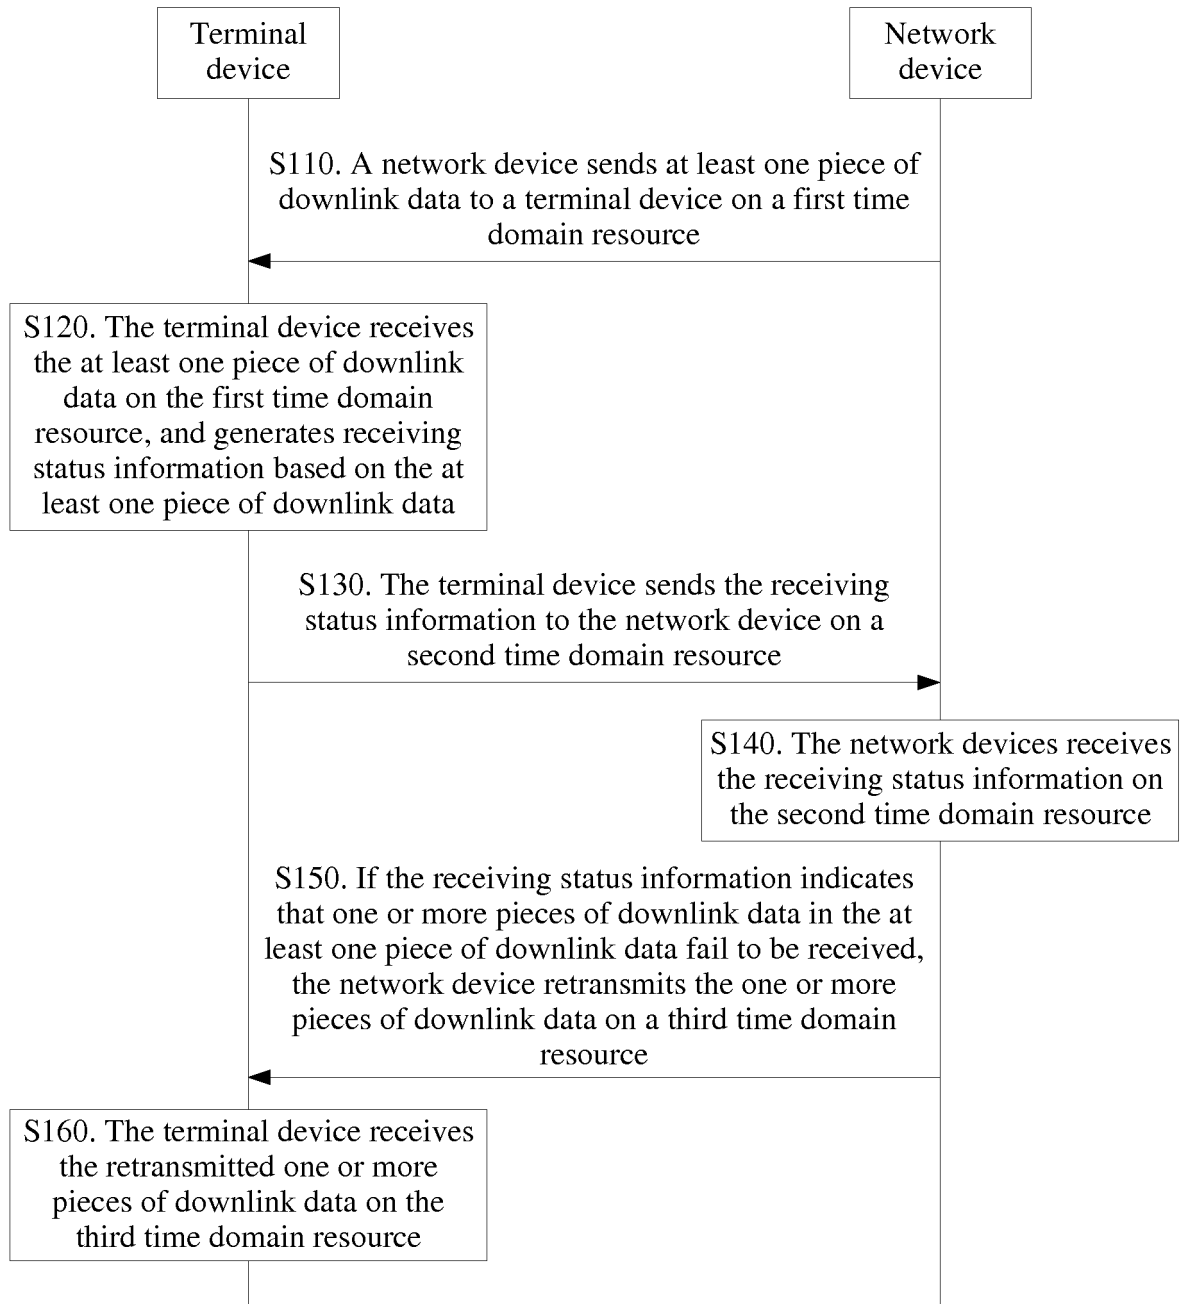 Terminal
device
Network
device
S110. A network device sends at least one piece of
downlink data to a terminal device on a first time
domain resource
S120. The terminal device receives
the at least one piece of downlink
data on the first time domain
resource, and generates receiving
status information based on the at
least one piece of downlink data
S130. The terminal device sends the receiving
status information to the network device on a
second time domain resource
S140. The network devices receives
the receiving status information on
the second time domain resource
S150. If the receiving status information indicates
that one or more pieces of downlink data in the at
least one piece of downlink data fail to be received,
the network device retransmits the one or more
pieces of downlink data on a third time domain
resource
S160. The terminal device receives
the retransmitted one or more
pieces of downlink data on the
third time domain resource